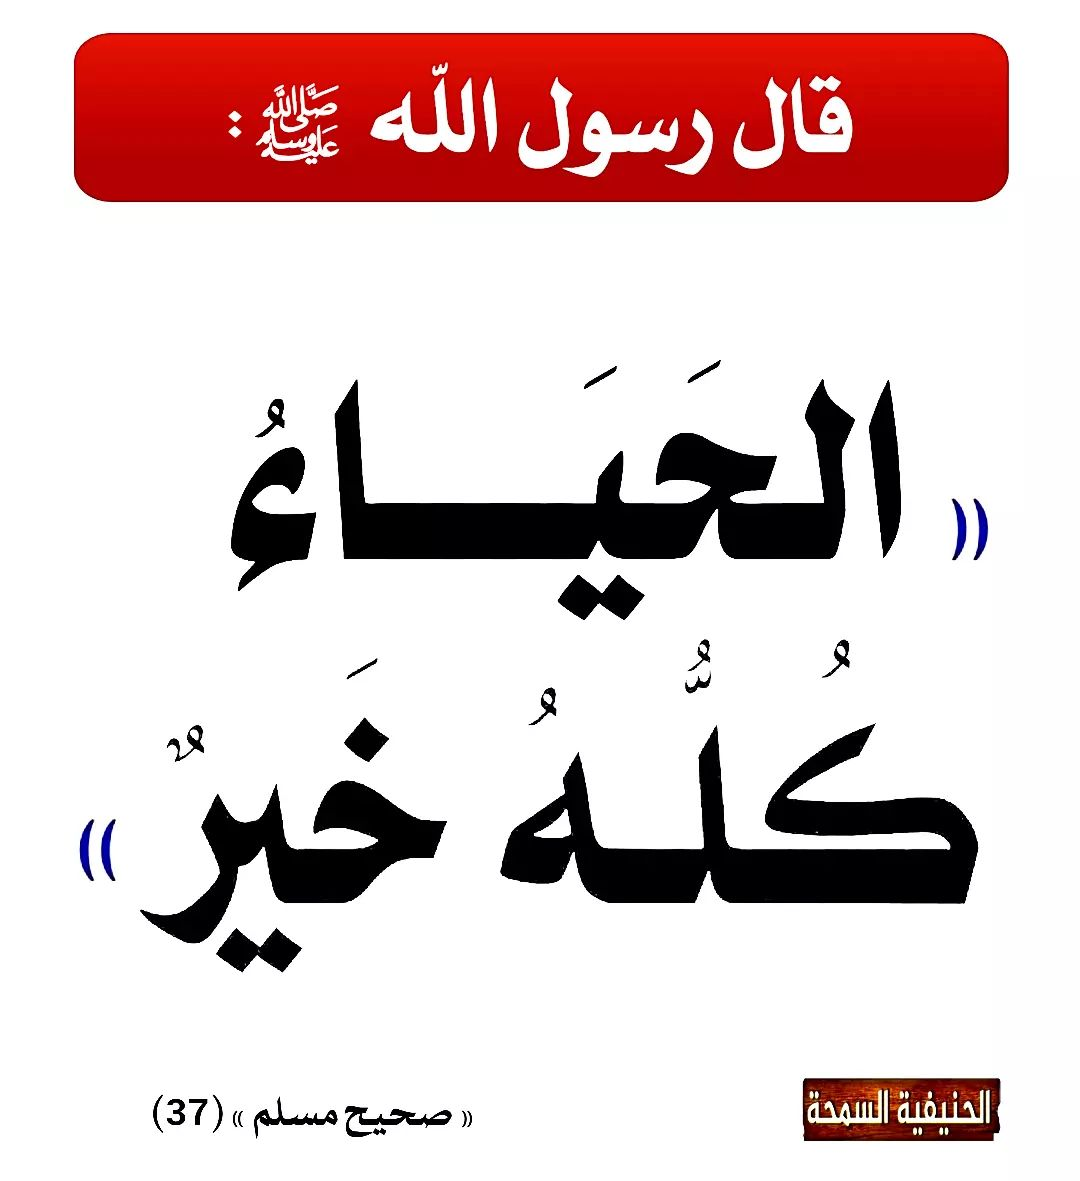 قال رسول الله ﷺ :
(( الحَيَاءُ
كُلُّهُ خَيرٌ ))
الحنيفية السمحة
« صحيح مسلم » (37)